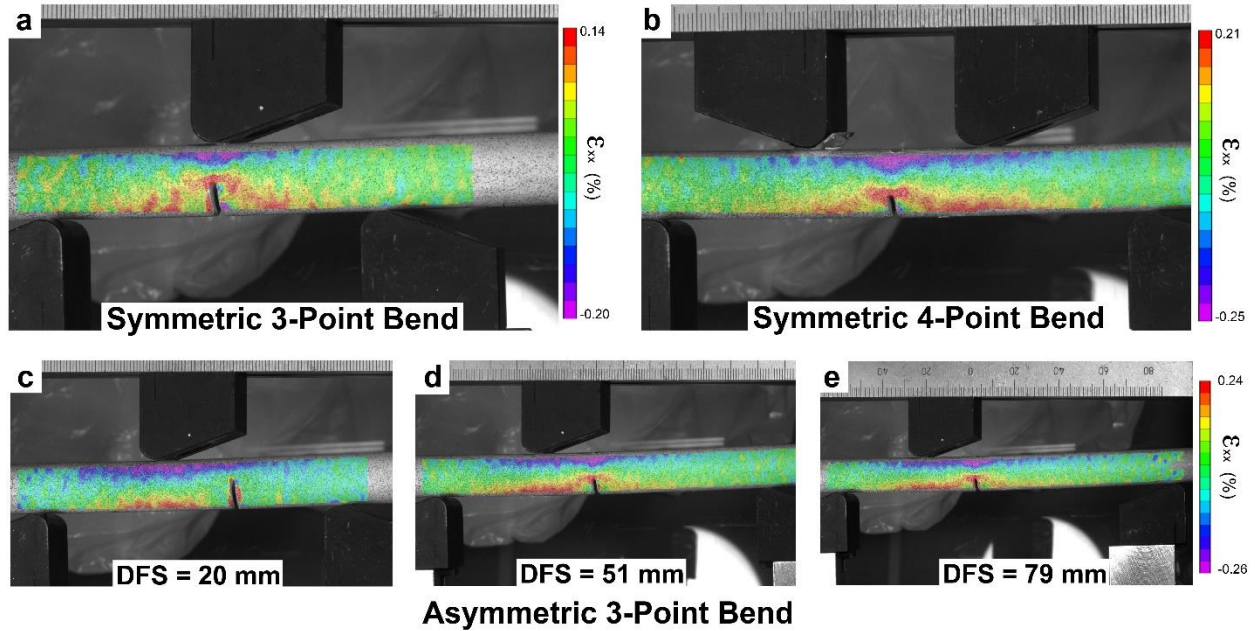 a
0.14
εxx (%)
-0.20
Symmetric 3-Point Bend
b
0.21
εxx (%)
-0.25
Symmetric 4-Point Bend
c
DFS = 20 mm
d
DFS = 51 mm
e
40 20 0 20 40 60 80
DFS = 79 mm
0.24
εxx (%)
-0.26
Asymmetric 3-Point Bend